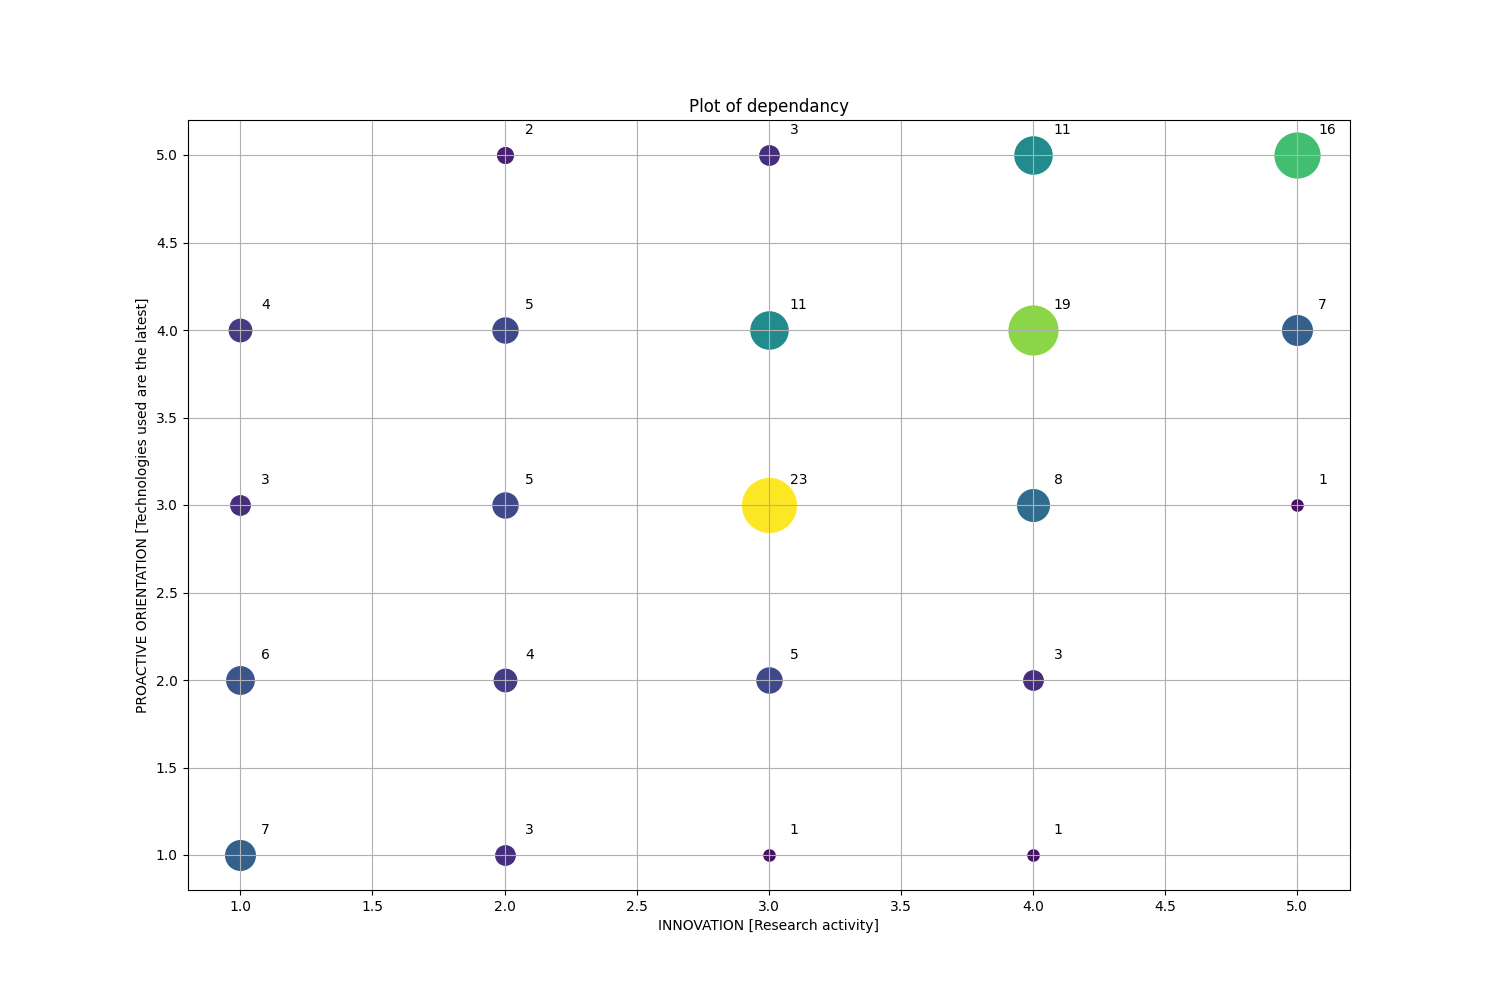 Plot of dependancy
2 3 11 16
5.0
4.5
4 5 11 19 7
4.0
3.5
3 5 23 8 1
3.0
2.5
6 4 5 3
2.0
1.5
7 3 1 1
1.0
PROACTIVE ORIENTATION [Technologies used are the latest]
1.0 1.5 2.0 2.5 3.0 3.5 4.0 4.5 5.0
INNOVATION [Research activity]